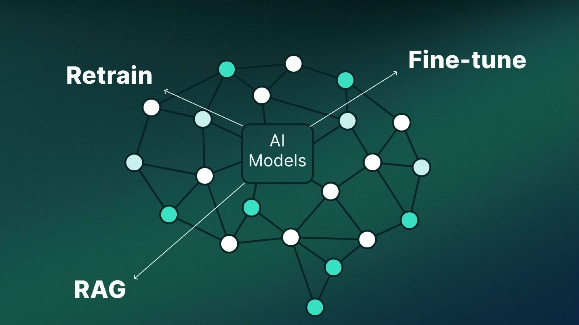 Retrain
Fine-tune
AI
Models
RAG